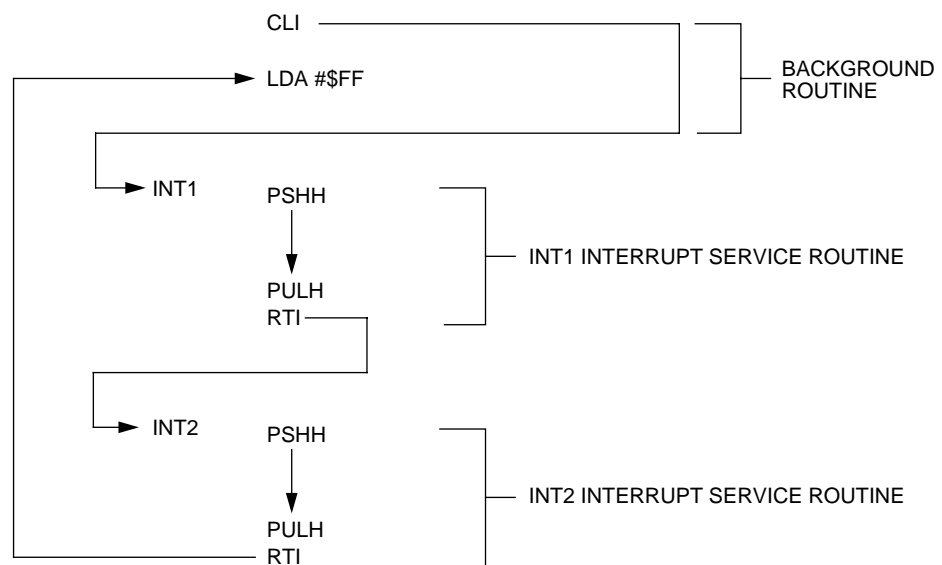 CLI
LDA #$FF
BACKGROUND
ROUTINE
INT1
PSHH
INT1 INTERRUPT SERVICE ROUTINE
PULH
RTI
INT2
PSHH
INT2 INTERRUPT SERVICE ROUTINE
PULH
RTI